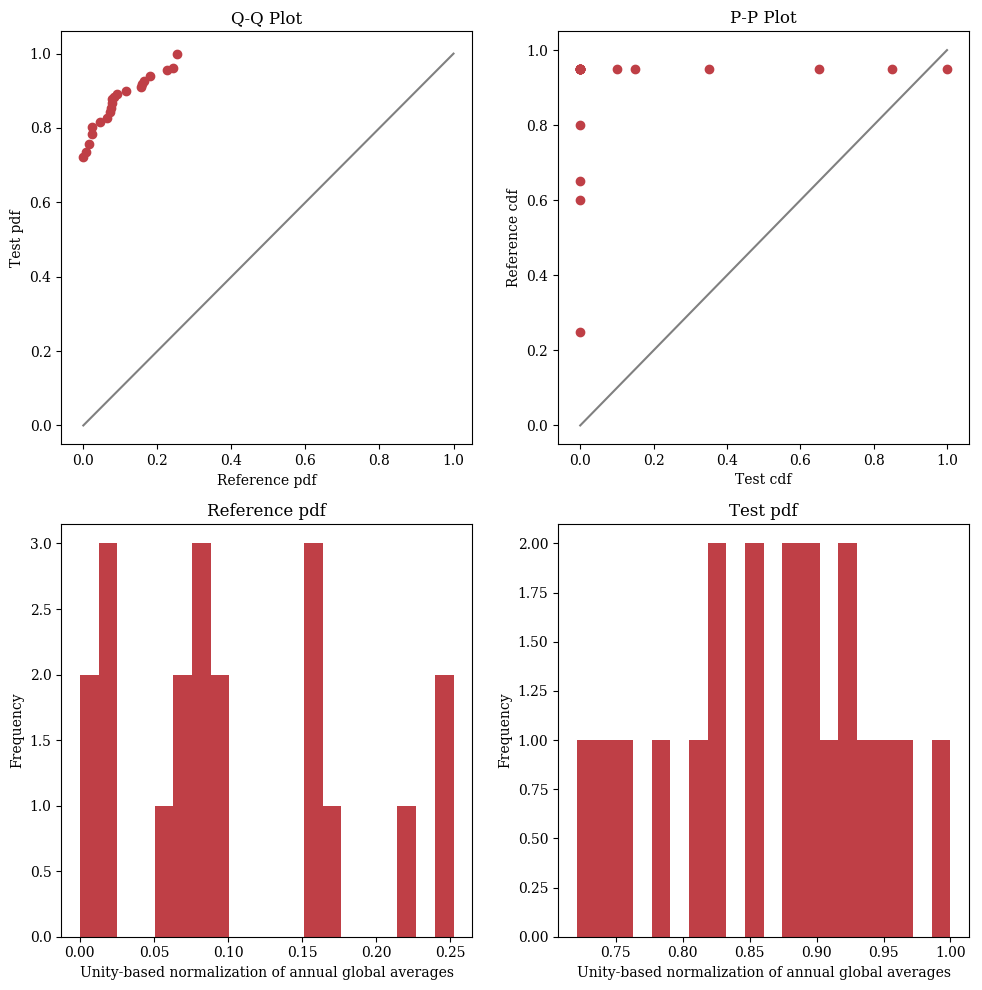 Q-Q Plot
1.0
0.8
0.6
0.4
0.2
0.0
Test pdf
0.0 0.2 0.4 0.6 0.8 1.0
Reference pdf
P-P Plot
1.0
0.8
0.6
0.4
0.2
0.0
Reference cdf
0.0 0.2 0.4 0.6 0.8 1.0
Test cdf
Reference pdf
3.0
2.5
2.0
1.5
1.0
0.5
0.0
Frequency
0.00 0.05 0.10 0.15 0.20 0.25
Unity-based normalization of annual global averages
Test pdf
2.00
1.75
1.50
1.25
1.00
0.75
0.50
0.25
0.00
Frequency
0.75 0.80 0.85 0.90 0.95 1.00
Unity-based normalization of annual global averages